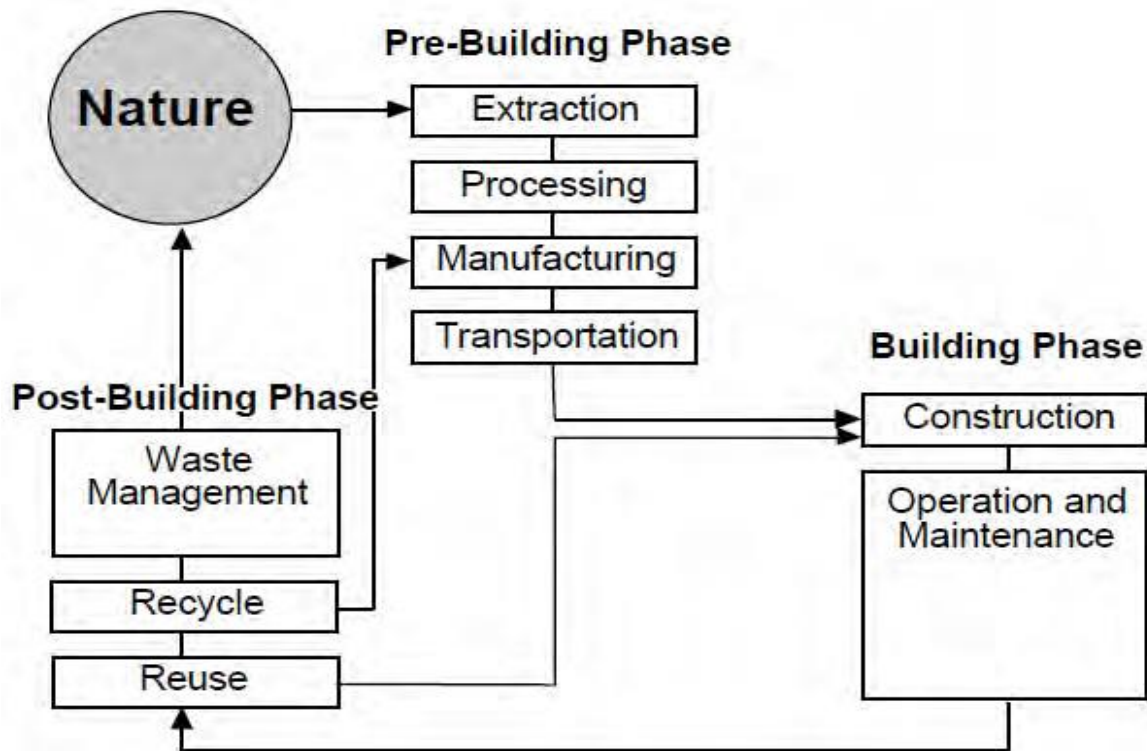 Nature
Pre-Building Phase
Extraction
Processing
Manufacturing
Transportation
Building Phase
Construction
Operation and
Maintenance
Post-Building Phase
Waste
Management
Recycle
Reuse